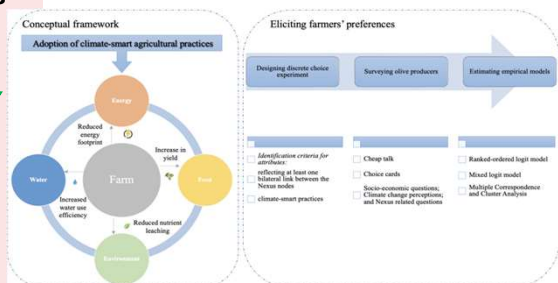 Conceptual framework
Adoption of climate-smart agricultural practices
Energy
Reduced
energy
footprint
Increase in
yield
Water
Farm
Food
Increased
water use
efficiency
Reduced nutrient
leaching
Environment
Eliciting farmers' preferences
Designing discrete choice
experiment
Surveying olive producers
Estimating empirical models
Identification criteria for
attributes:
reflecting at least one
bilateral link between the
Nexus nodes
climate-smart practices
Cheap talk
Choice cards
Socio-economic questions;
Climate change perceptions;
and Nexus related questions
Ranked-ordered logit model
Mixed logit model
Multiple Correspondence
and Cluster Analysis